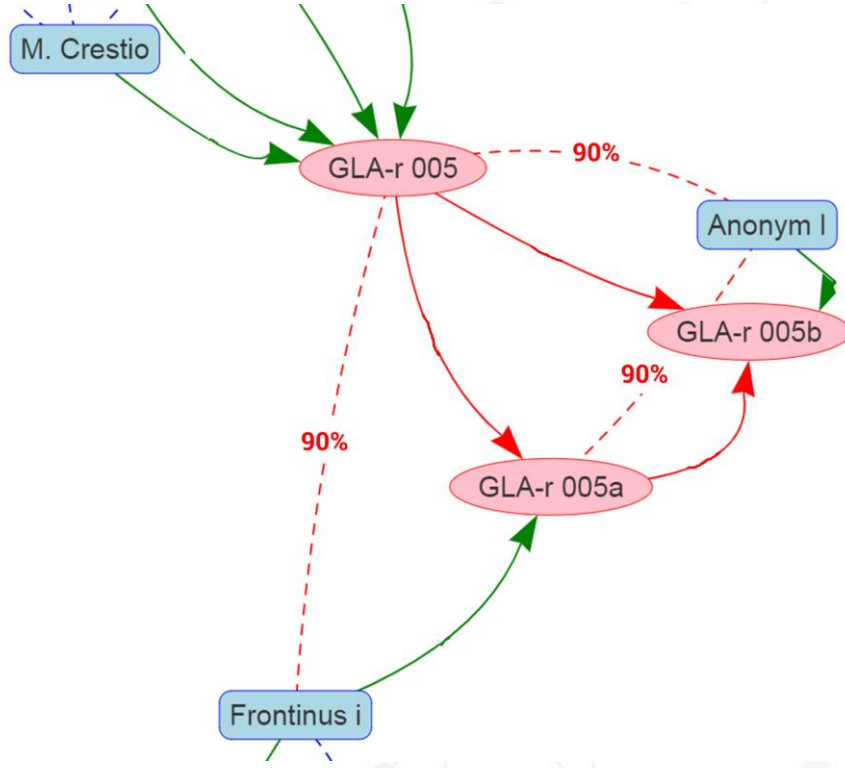 M. Crestio
GLA-r 005
90%
Anonym I
GLA-r 005b
90%
90%
GLA-r 005a
Frontinus i